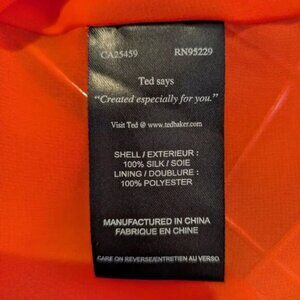 CA25459 RN95229
Ted says
"Created especially for you."
Visit Ted @ www.tedbaker.com
SHELL / EXTERIEUR :
100% SILK / SOIE
LINING / DOUBLURE :
100% POLYESTER
MANUFACTURED IN CHINA
FABRIQUE EN CHINE
CARE ON REVERSE/ENTRETIEN AU VERSO